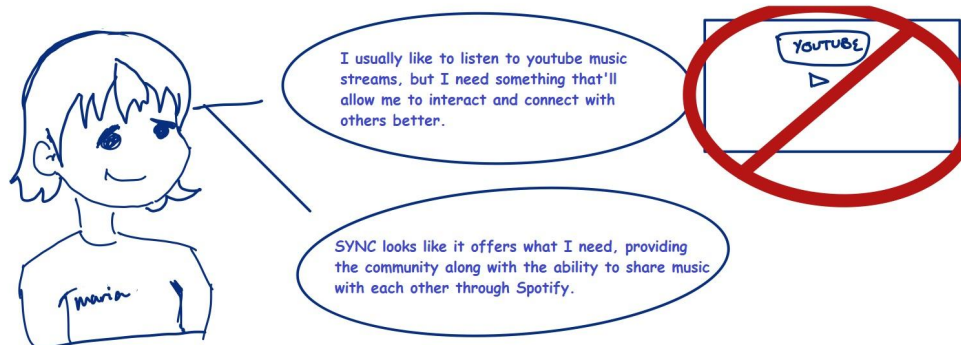 I usually like to listen to youtube music
streams, but I need something that'll
allow me to interact and connect with
others better.
YOUTUBE
SYNC looks like it offers what I need, providing
the community along with the ability to share music
with each other through Spotify.
maria